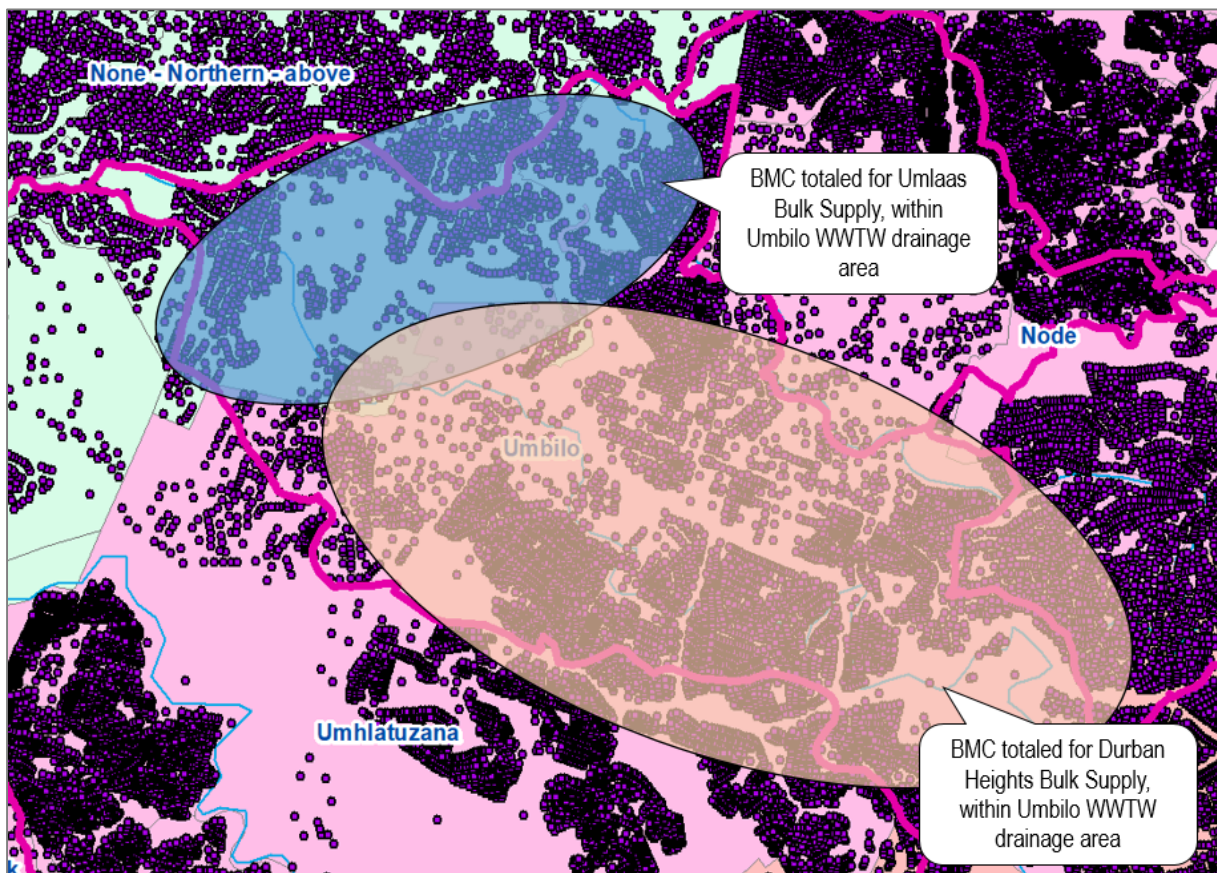 None - Northern - above
BMC totaled for Umlaas
Bulk Supply, within
Umbilo WWTW drainage
area
Node
Umbilo
Umhlatuzana
BMC totaled for Durban
Heights Bulk Supply,
within Umbilo WWTW
drainage area
k